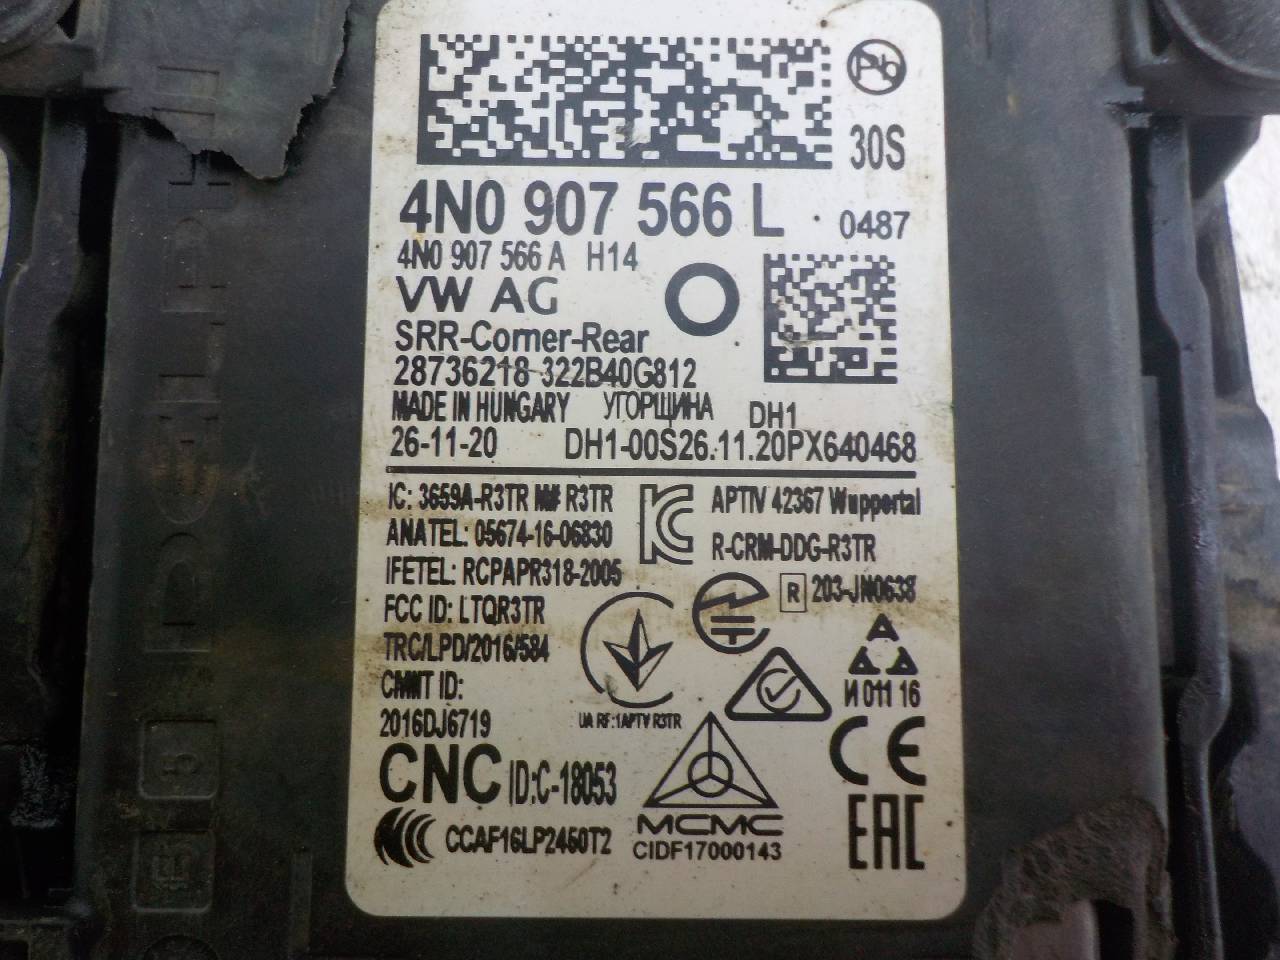 Pb
30S
4N0 907 566 L
0487
4N0 907 566 A H14
VW AG
SRR-Corner-Rear
28736218 322B40G812
MADE IN HUNGARY УГОРЩИНА DH1
26-11-20 DH1-00S26.11.20PX640468
IC: 3659A-R3TR M# R3TR
APTIV 42367 Wuppertal
ANATEL: 05674-16-06830
R-CRM-DDG-R3TR
IFETEL: RCPAPR318-2005
R 203-JN0638
FCC ID: LTQR3TR
TRC/LPD/2016/584
CMIIT ID:
2016DJ6719
UA RF:1APTV R3TR
И 011 16
CNC ID:C-18053
CE
CCAF16LP2450T2
MCMC
CIDF17000143
EAC
DELPHI